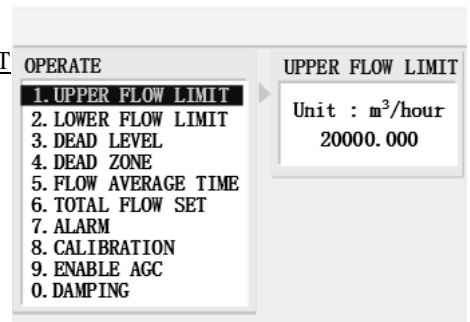 T
OPERATE
1. UPPER FLOW LIMIT
2. LOWER FLOW LIMIT
3. DEAD LEVEL
4. DEAD ZONE
5. FLOW AVERAGE TIME
6. TOTAL FLOW SET
7. ALARM
8. CALIBRATION
9. ENABLE AGC
0. DAMPING
UPPER FLOW LIMIT
Unit : m³/hour
20000.000